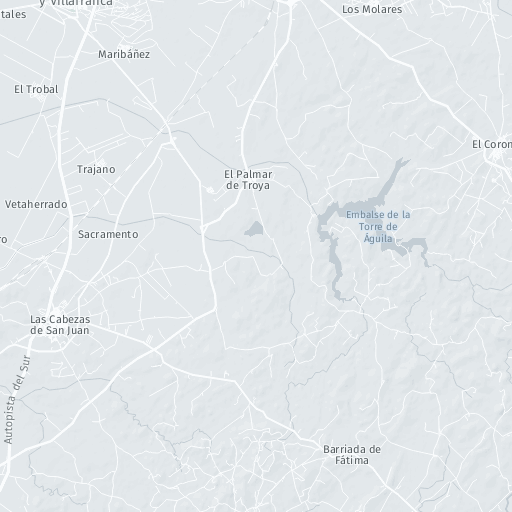 y Villafranca
Los Molares
tales
Maribáñez
El Trobal
El Coron
Trajano
El Palmar
de Troya
Vetaherrado
Embalse de la
Torre de
Águila
Sacramento
ro
Las Cabezas
de San Juan
Autopista del Sur
Barriada de
Fátima